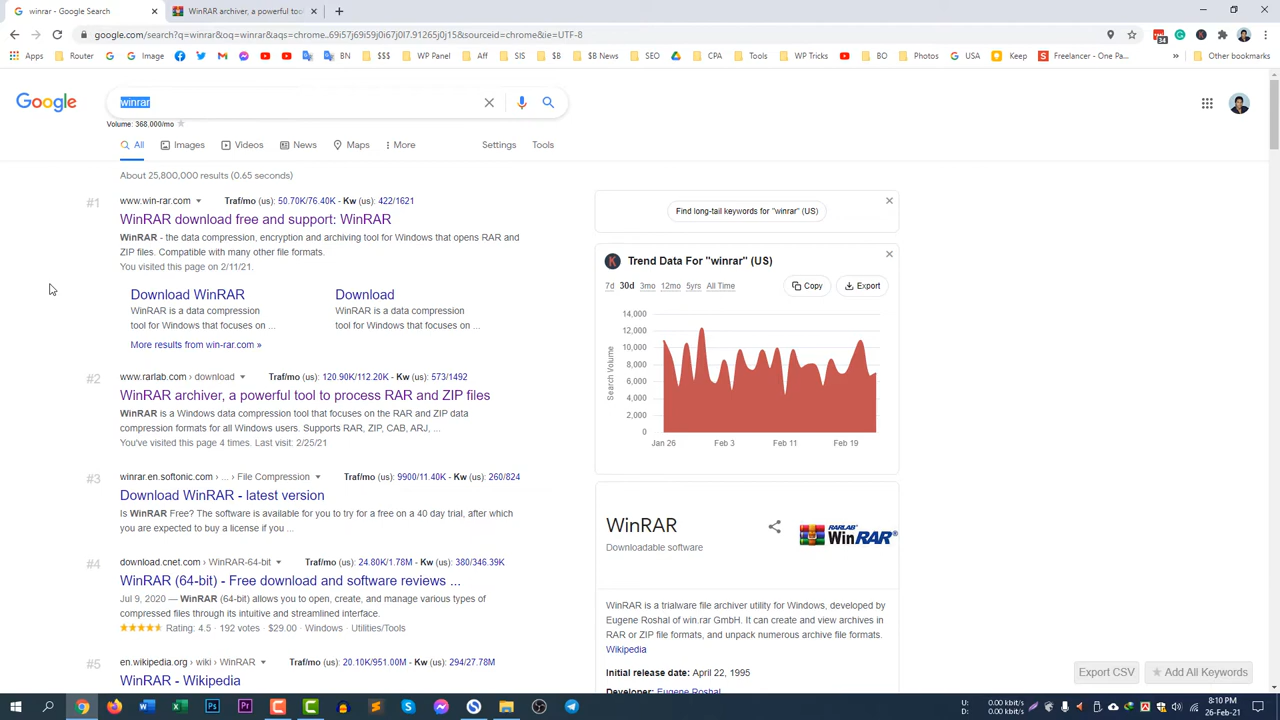 winrar - Google Search
WinRAR archiver, a powerful too
google.com/search?q=winrar&oq=winrar&aqs=chrome..69i57j69i59j0i67j0l7.91265j0j15&sourceid=chrome&ie=UTF-8
34
Apps
Router
Image
BN
$$$
WP Panel
Aff
SIS
$B
$B News
SEO
CPA
Tools
WP Tricks
BO
Photos
USA
Keep
Freelancer - One Pa...
»
Other bookmarks
Google
winrar
Volume: 368,000/mo
All
Images
Videos
News
Maps
More
Settings
Tools
About 25,800,000 results (0.65 seconds)
#1
www.win-rar.com
Traf/mo (us): 50.70K/76.40K - Kw (us): 422/1621
WinRAR download free and support: WinRAR
WinRAR - the data compression, encryption and archiving tool for Windows that opens RAR and
ZIP files. Compatible with many other file formats.
You visited this page on 2/11/21.
Download WinRAR
WinRAR is a data compression
tool for Windows that focuses on ...
Download
WinRAR is a data compression
tool for Windows that focuses on ...
More results from win-rar.com »
#2
www.rarlab.com › download
Traf/mo (us): 120.90K/112.20K - Kw (us): 573/1492
WinRAR archiver, a powerful tool to process RAR and ZIP files
WinRAR is a Windows data compression tool that focuses on the RAR and ZIP data
compression formats for all Windows users. Supports RAR, ZIP, CAB, ARJ, ...
You've visited this page 4 times. Last visit: 2/25/21
#3
winrar.en.softonic.com › ... › File Compression
Traf/mo (us): 9900/11.40K - Kw (us): 260/824
Download WinRAR - latest version
Is WinRAR Free? The software is available for you to try for a free on a 40 day trial, after which
you are expected to buy a license if you ...
#4
download.cnet.com › WinRAR-64-bit
Traf/mo (us): 24.80K/1.78M - Kw (us): 380/346.39K
WinRAR (64-bit) - Free download and software reviews ...
Jul 9, 2020 — WinRAR (64-bit) allows you to open, create, and manage various types of
compressed files through its intuitive and streamlined interface.
Rating: 4.5 · 192 votes · $29.00 · Windows · Utilities/Tools
#5
en.wikipedia.org › wiki › WinRAR
Traf/mo (us): 20.10K/951.00M - Kw (us): 294/27.78M
WinRAR - Wikipedia
Find long-tail keywords for "winrar" (US)
Trend Data For "winrar" (US)
7d
30d
3mo
12mo
5yrs
All Time
Copy
Export
Search Volume
14,000
12,000
10,000
8,000
6,000
4,000
2,000
0
Jan 26
Feb 3
Feb 11
Feb 19
WinRAR
Downloadable software
RARLAB
WinRAR
WinRAR is a trialware file archiver utility for Windows, developed by
Eugene Roshal of win.rar GmbH. It can create and view archives in
RAR or ZIP file formats, and unpack numerous archive file formats.
Wikipedia
Initial release date: April 22, 1995
Developer: Eugene Roshal
Export CSV
Add All Keywords
U: 0.00 kbit/s
D: 0.00 kbit/s
8:10 PM
26-Feb-21